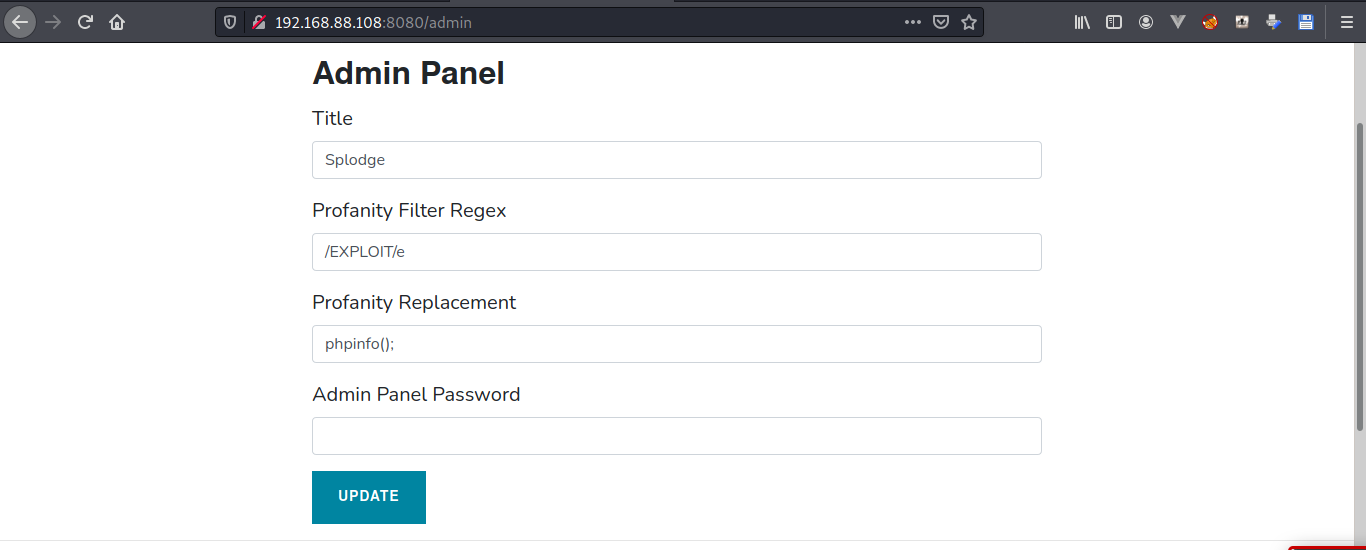 192.168.88.108:8080/admin
Admin Panel
Title
Splodge
Profanity Filter Regex
/EXPLOIT/e
Profanity Replacement
phpinfo();
Admin Panel Password
UPDATE